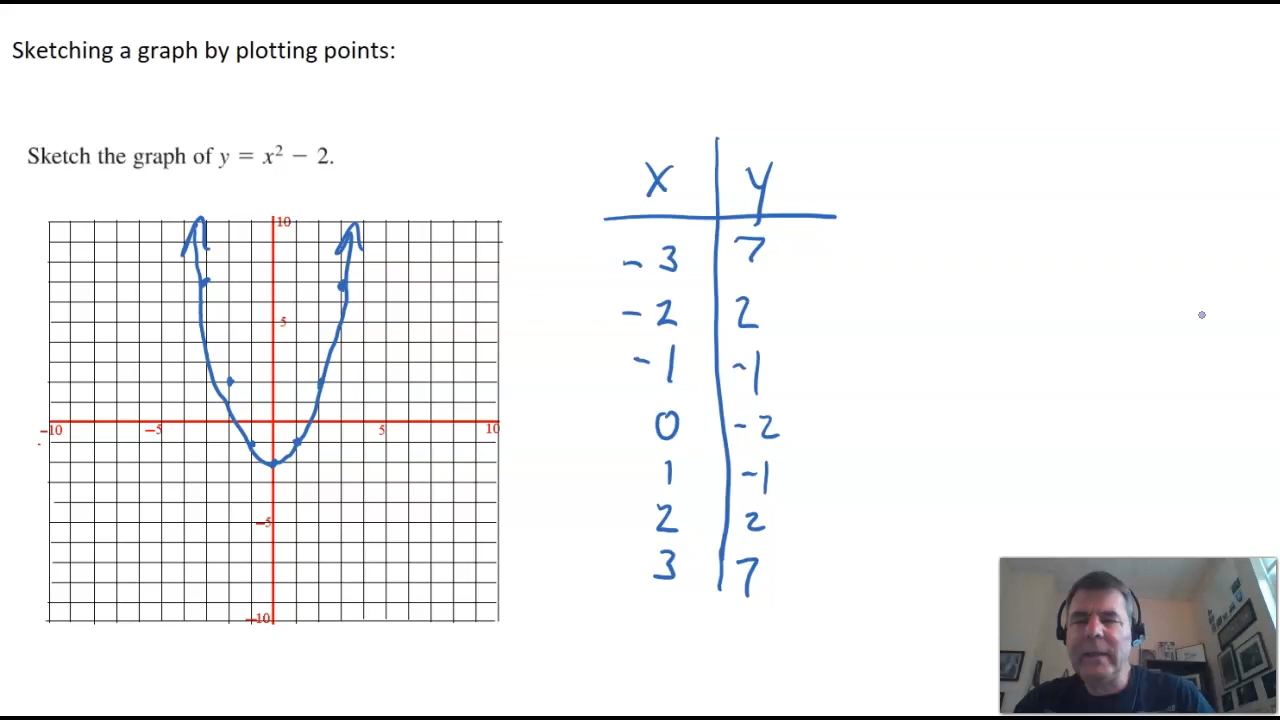 Sketching a graph by plotting points:
Sketch the graph of y = x² − 2.
10
5
−10 −5 5 10
−5
−10
X y
-3 7
-2 2
-1 -1
0 -2
1 -1
2 2
3 7